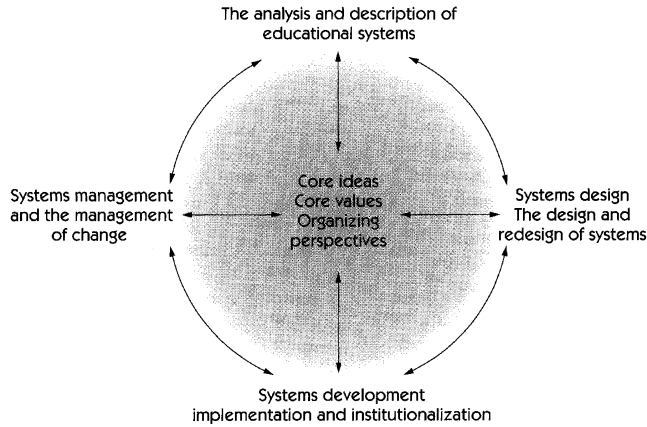 The analysis and description of
educational systems
Systems management
and the management
of change
Core ideas
Core values
Organizing
perspectives
Systems design
The design and
redesign of systems
Systems development
implementation and institutionalization